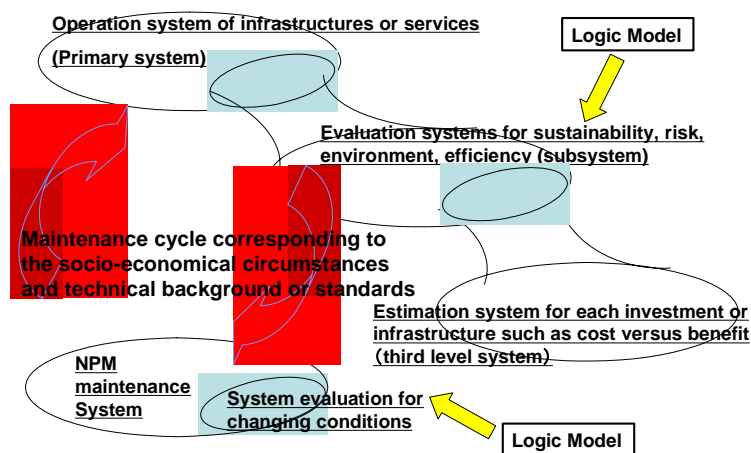 Operation system of infrastructures or services
(Primary system)
Logic Model
Evaluation systems for sustainability, risk,
environment, efficiency (subsystem)
Maintenance cycle corresponding to
the socio-economical circumstances
and technical background or standards
Estimation system for each investment or
infrastructure such as cost versus benefit
（third level system）
NPM
maintenance
System
System evaluation for
changing conditions
Logic Model